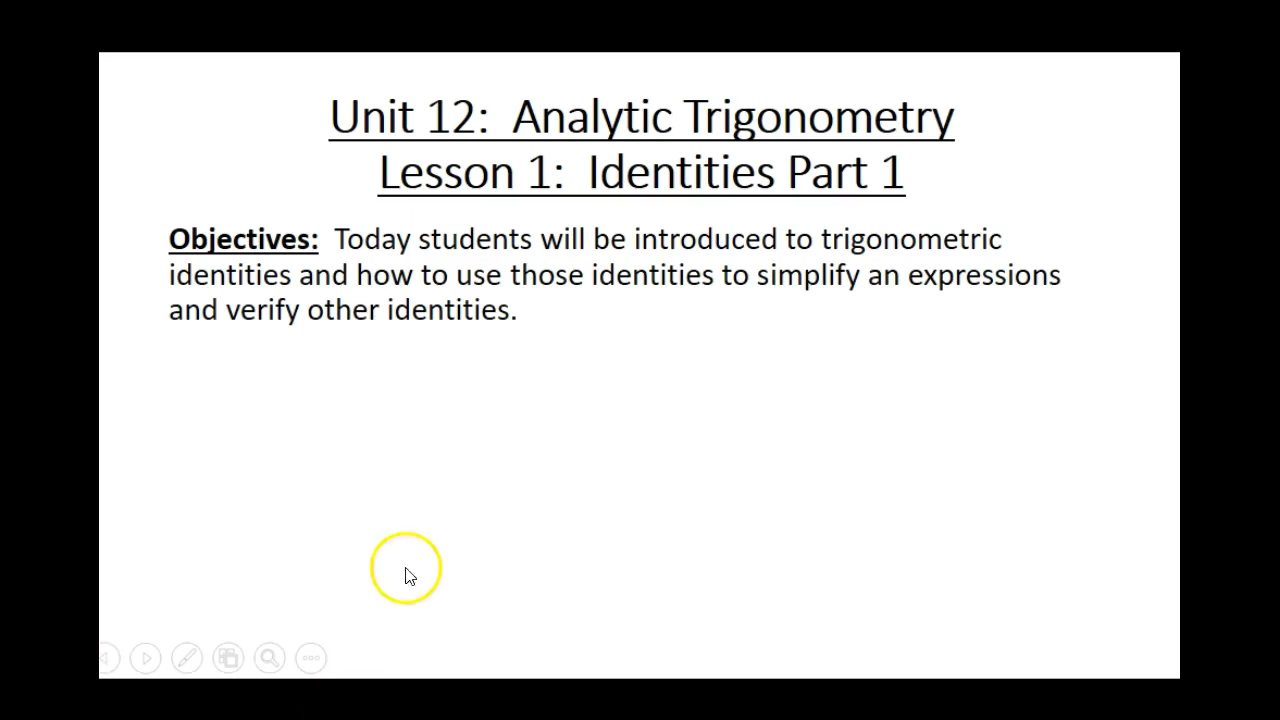 Unit 12:  Analytic Trigonometry
Lesson 1:  Identities Part 1
Objectives:  Today students will be introduced to trigonometric
identities and how to use those identities to simplify an expressions
and verify other identities.